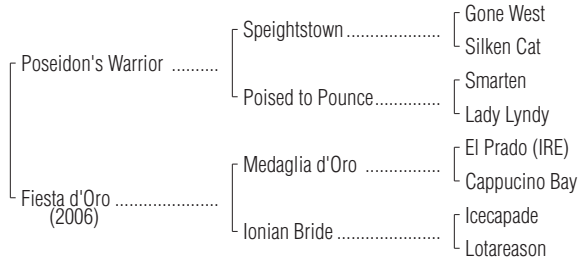 Gone West
Speightstown ....................
Silken Cat
Poseidon's Warrior ..........
Smarten
Poised to Pounce..............
Lady Lyndy
El Prado (IRE)
Medaglia d'Oro ................
Cappucino Bay
Fiesta d'Oro ......................
(2006)
Icecapade
Ionian Bride ......................
Lotareason